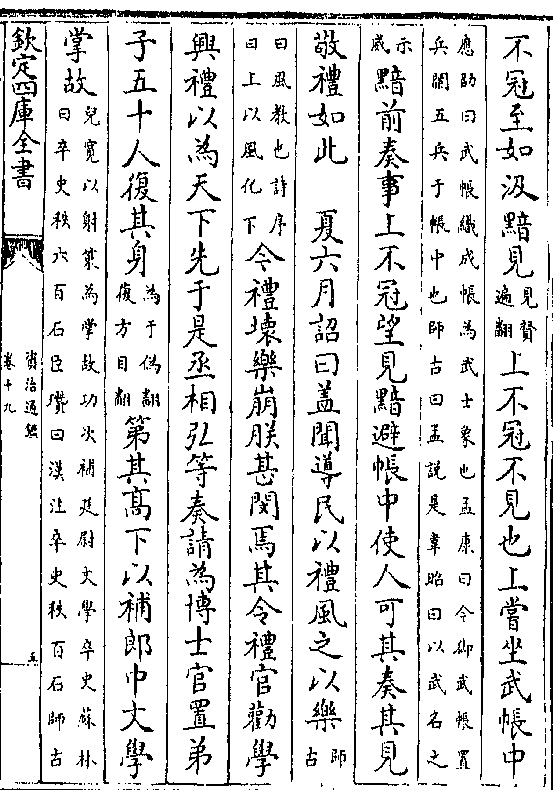 不冠至如汲黯見見賢遍翻上不冠不見也上嘗坐武帳中
應劭曰武帳織成帳為武士象也孟康曰今御武帳置
兵闌五兵于帳中也師古曰孟說是韋昭曰以武名之
示威黯前奏事上不冠望見黯避帳中使人可其奏其見
敬禮如此　夏六月詔曰蓋聞導民以禮風之以樂師古
曰風教也詩序曰上以風化下今禮壞樂崩朕甚閔焉其令禮官勸學
興禮以為天下先于是丞相弘等奏請為博士官置弟
子五十人復其身為于偽翻復方目翻第其高下以補郎中文學
掌故兒寬以射策為掌故功次補廷尉文學卒史蘇林
曰卒史秩六百石臣瓚曰漢注卒史秩百石師古
欽定四庫全書
資治通鑑
卷十九
五